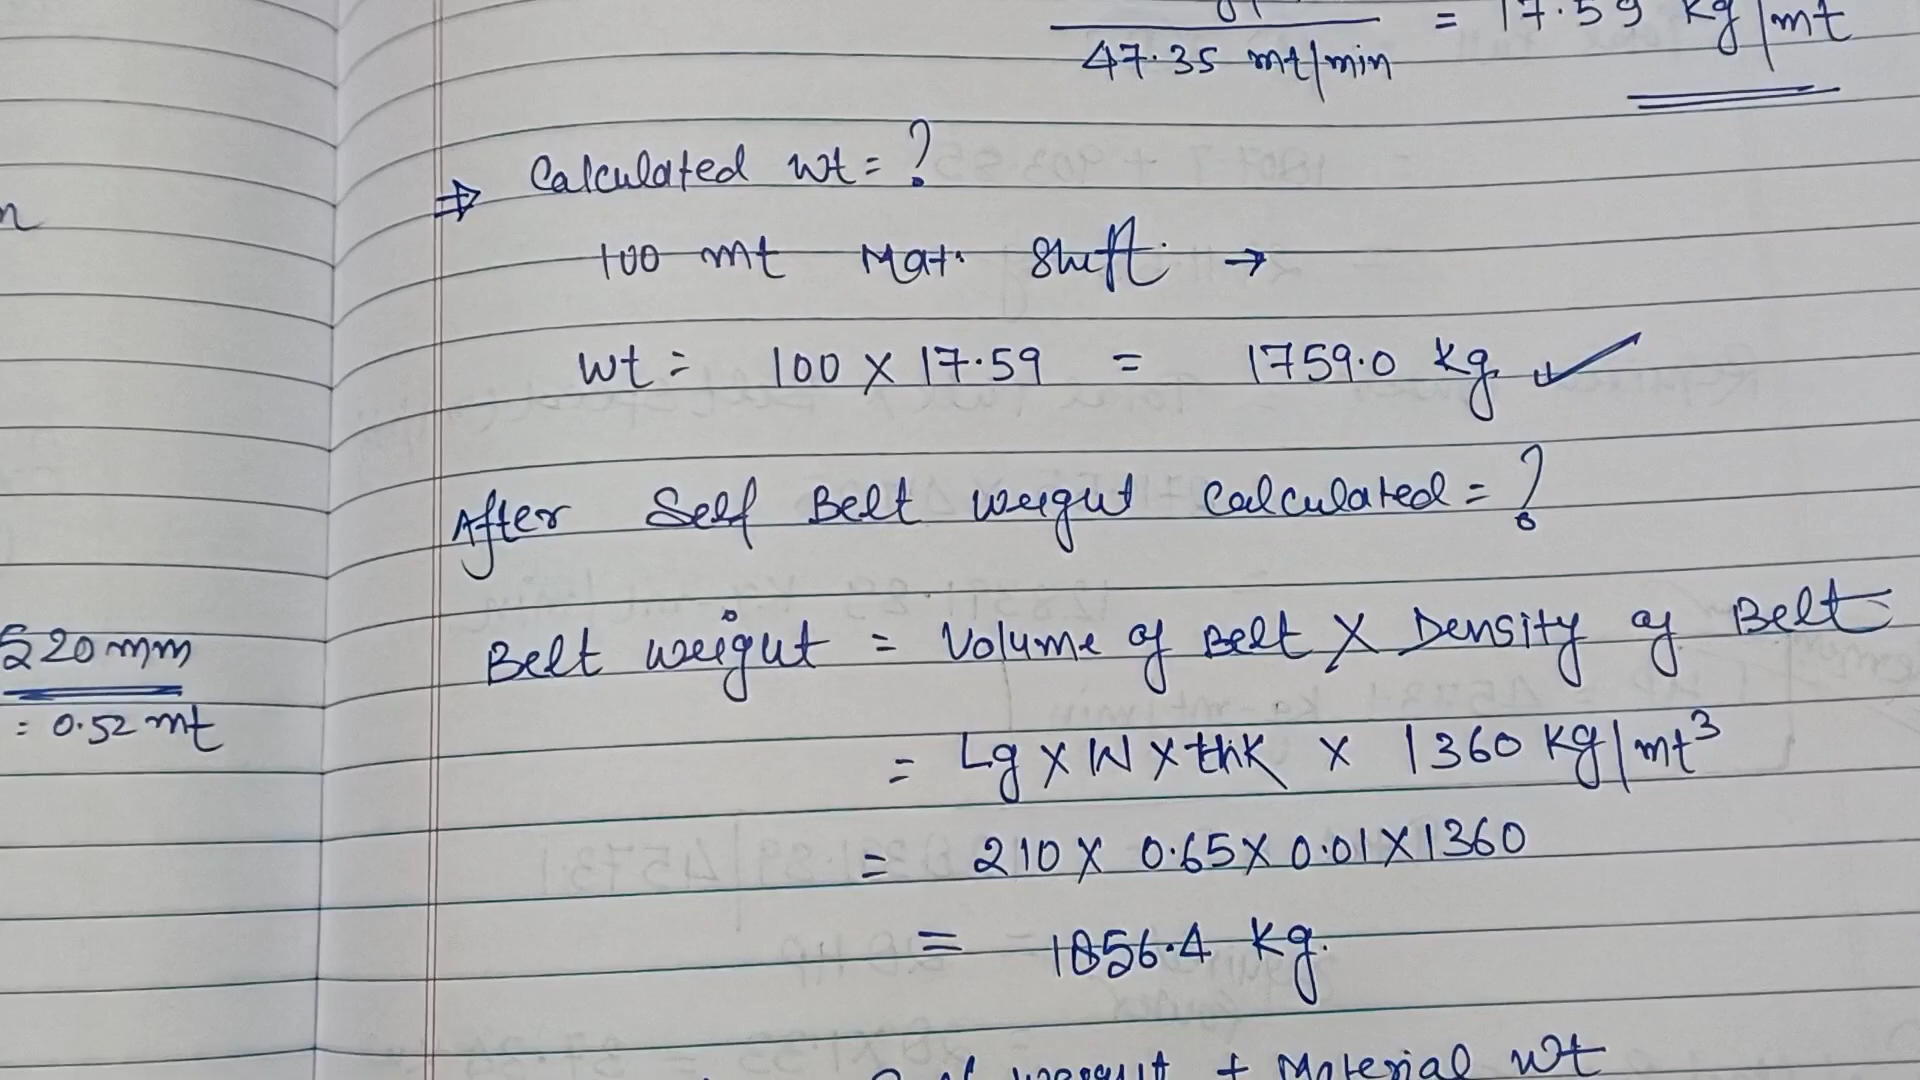 47.35 mt/min = 17.59 kg/mt
⇒ Calculated wt = ?
100 mt Mat. Shift. →
wt = 100 X 17.59 = 1759.0 kg. ✓
After Self Belt weigut Calculated = ?
Belt weigut = Volume of Belt X Density of Belt
= Lg X W X thk X 1360 kg/mt³
= 210 X 0.65 X 0.01 X 1360
= 1856.4 kg.
+ Material wt
520 mm
= 0.52 mt